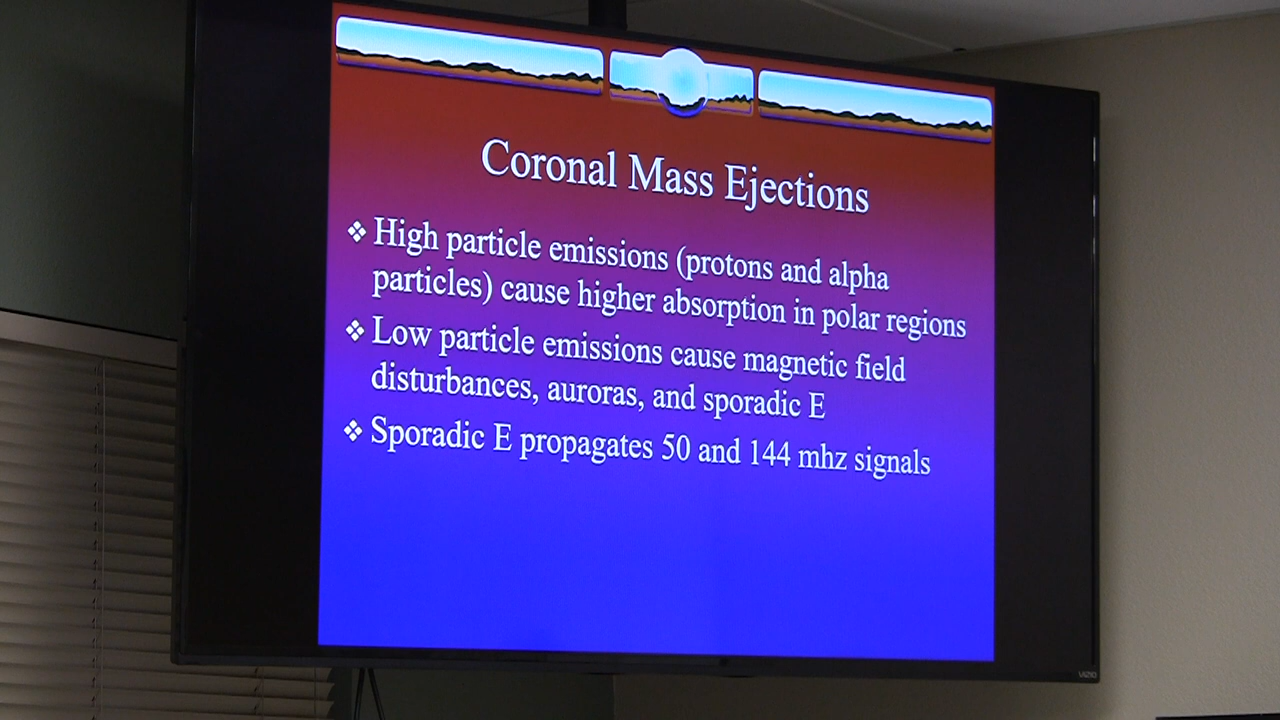 Coronal Mass Ejections
❖ High particle emissions (protons and alpha
particles) cause higher absorption in polar regions
❖ Low particle emissions cause magnetic field
disturbances, auroras, and sporadic E
❖ Sporadic E propagates 50 and 144 mhz signals
VIZIO